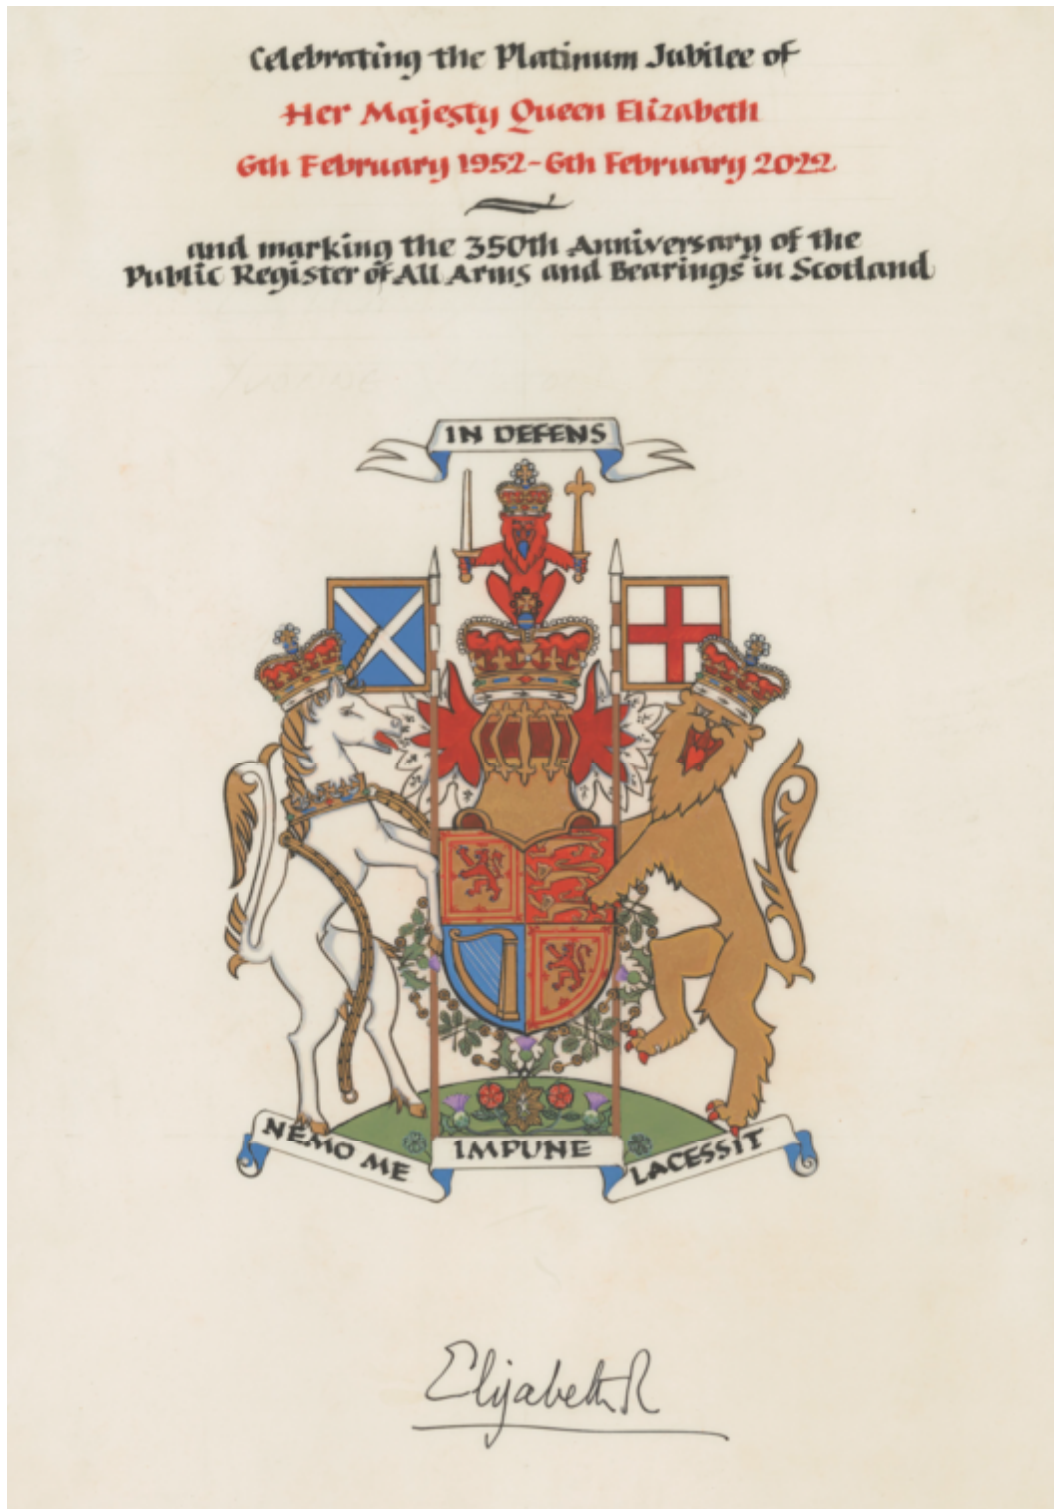 Celebrating the Platinum Jubilee of
Her Majesty Queen Elizabeth
6th February 1952-6th February 2022
and marking the 350th Anniversary of the
Public Register of All Arms and Bearings in Scotland
IN DEFENS
NEMO ME IMPUNE LACESSIT
Elizabeth R